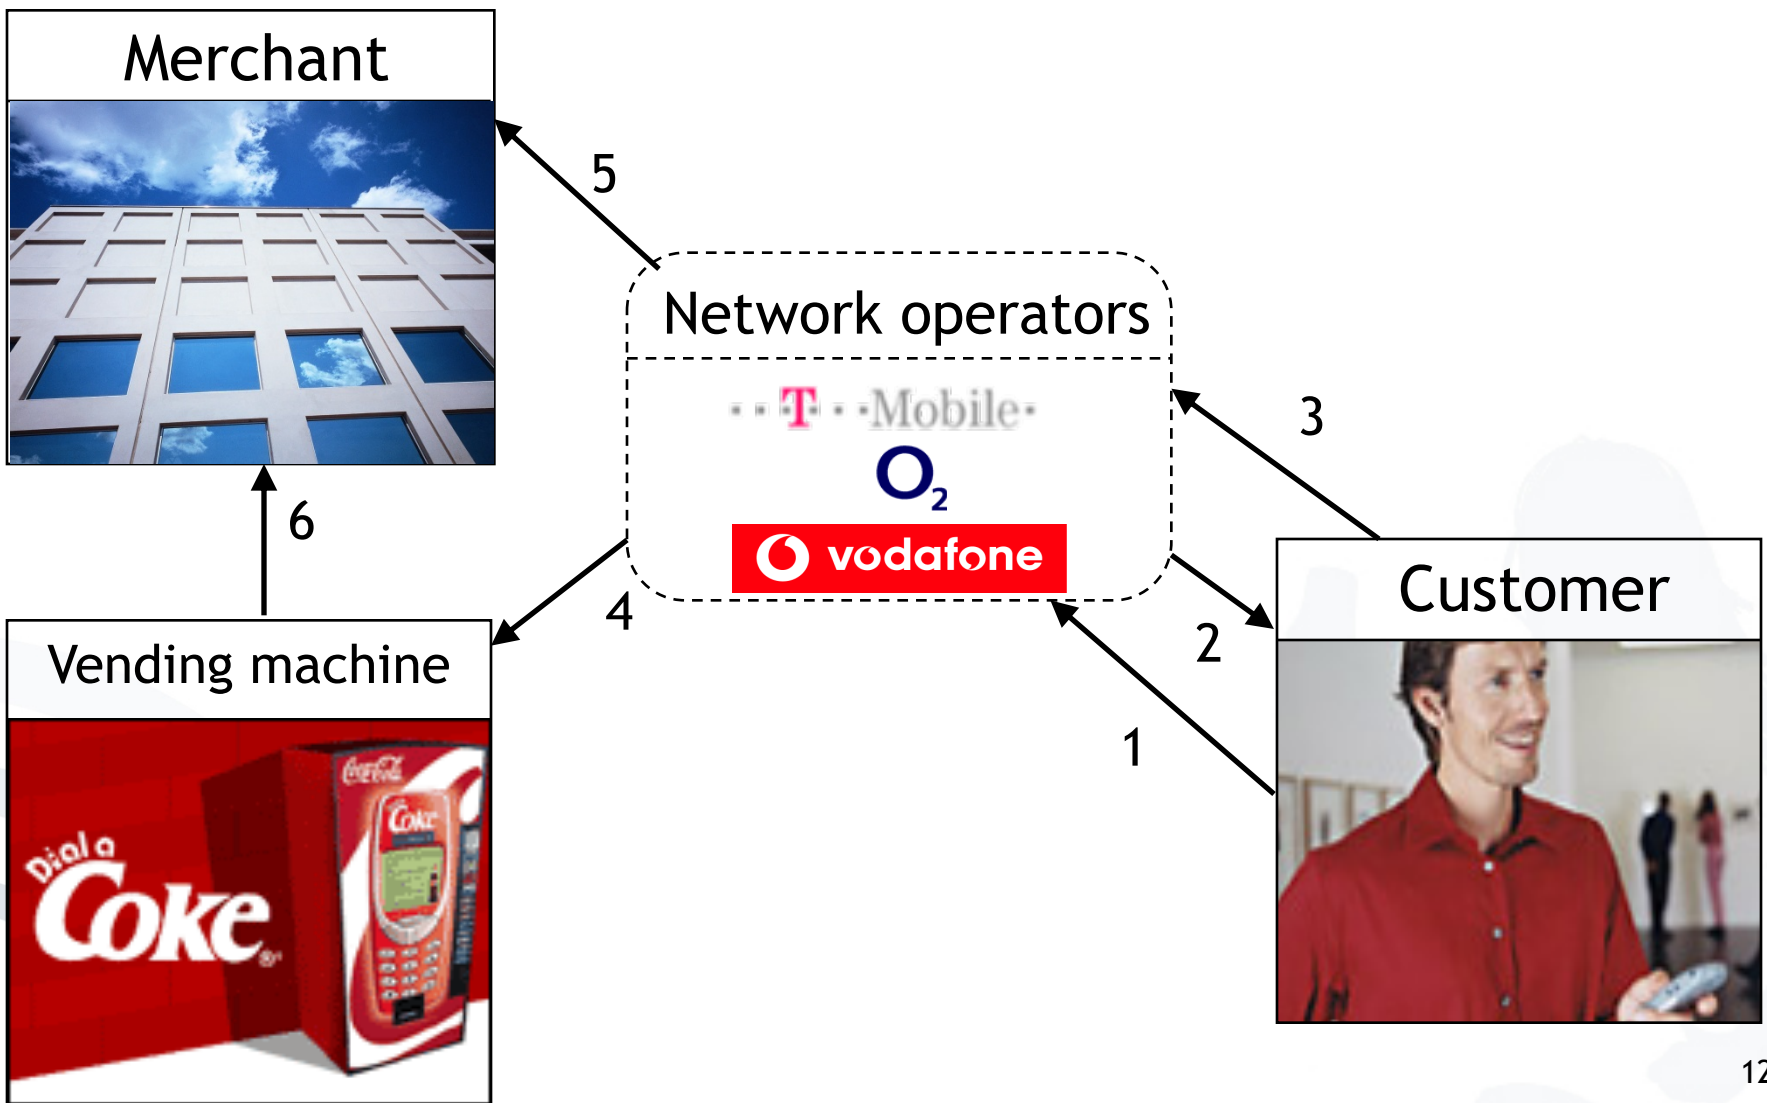 Merchant
5
Network operators
T Mobile
O2
vodafone
3
6
4
2
Customer
1
Vending machine
Coca-Cola
Coke
Dial a
Coke
12